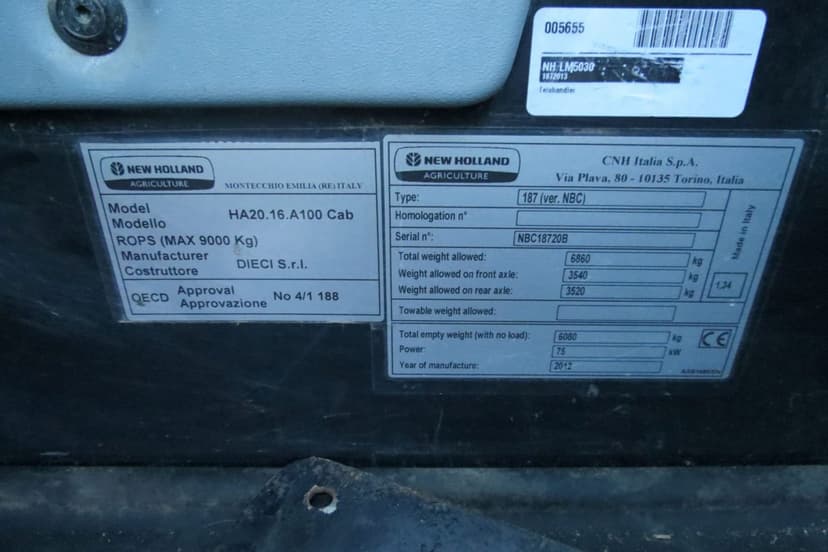 005655
NH LM5030
1872013
Teleshandler
NEW HOLLAND
AGRICULTURE
MONTECCHIO EMILIA (RE) ITALY
Model
Modello
HA20.16.A100 Cab
ROPS (MAX 9000 Kg)
Manufacturer
Costruttore
DIECI S.r.l.
OECD
Approval
Approvazione
No 4/1 188
NEW HOLLAND
AGRICULTURE
CNH Italia S.p.A.
Via Plava, 80 - 10135 Torino, Italia
Type: 187 (ver. NBC)
Homologation n°
Serial n°: NBC18720B
Total weight allowed: 6860 kg
Weight allowed on front axle: 3540 kg
Weight allowed on rear axle: 3520 kg
Towable weight allowed:
Total empty weight (with no load): 6080 kg
Power: 75 kW
Year of manufacture: 2012
Made in Italy
1,34
CE